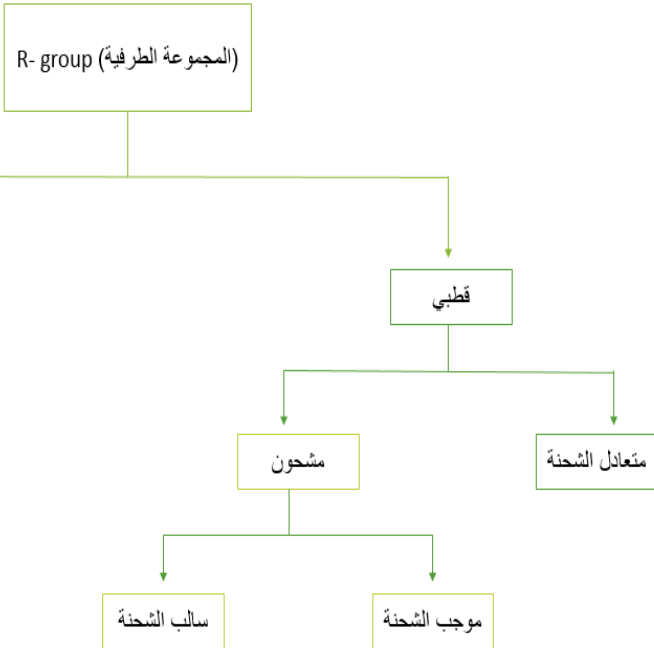 R- group (المجموعة الطرفية)
قطبي
مشحون
متعادل الشحنة
سالب الشحنة
موجب الشحنة